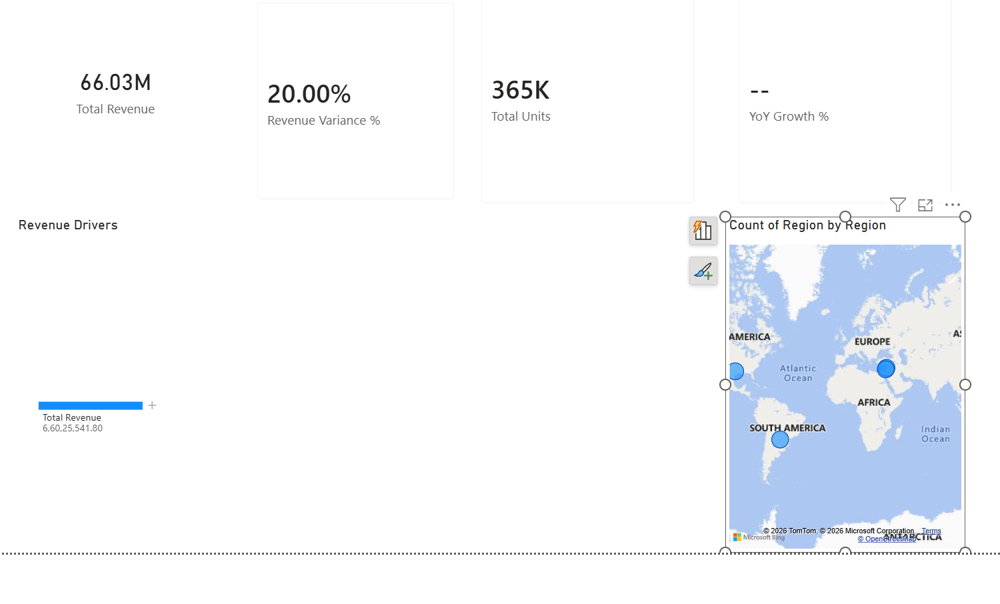 66.03M
Total Revenue
20.00%
Revenue Variance %
365K
Total Units
--
YoY Growth %
Revenue Drivers
Total Revenue
6,60,25,541.80
Count of Region by Region
AMERICA
EUROPE
AS
Atlantic
Ocean
AFRICA
SOUTH AMERICA
Indian
Ocean
ANTARCTICA
© 2026 TomTom, © 2026 Microsoft Corporation, Terms
Microsoft Bing
© OpenStreetMap